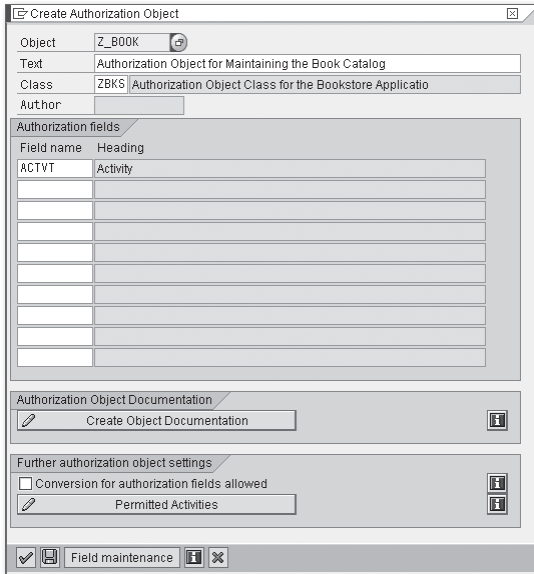 Create Authorization Object
Object Z_BOOK
Text Authorization Object for Maintaining the Book Catalog
Class ZBKS Authorization Object Class for the Bookstore Applicatio
Author
Authorization fields
Field name Heading
ACTVT Activity
Authorization Object Documentation
Create Object Documentation
Further authorization object settings
Conversion for authorization fields allowed
Permitted Activities
Field maintenance